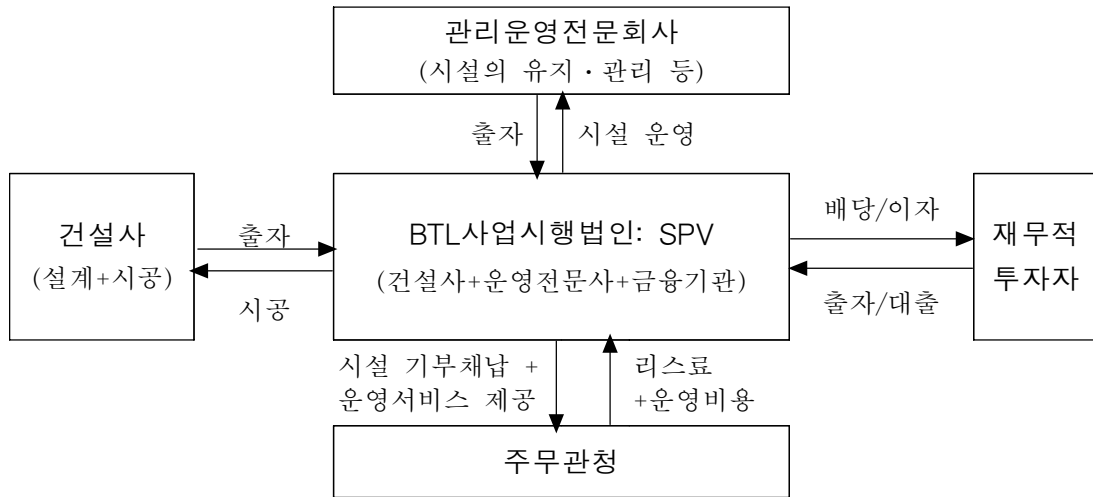 관리운영전문회사
(시설의 유지·관리 등)
출자
시설 운영
건설사
(설계+시공)
출자
시공
BTL사업시행법인: SPV
(건설사+운영전문사+금융기관)
배당/이자
출자/대출
재무적
투자자
시설 기부채납 +
운영서비스 제공
리스료
+운영비용
주무관청